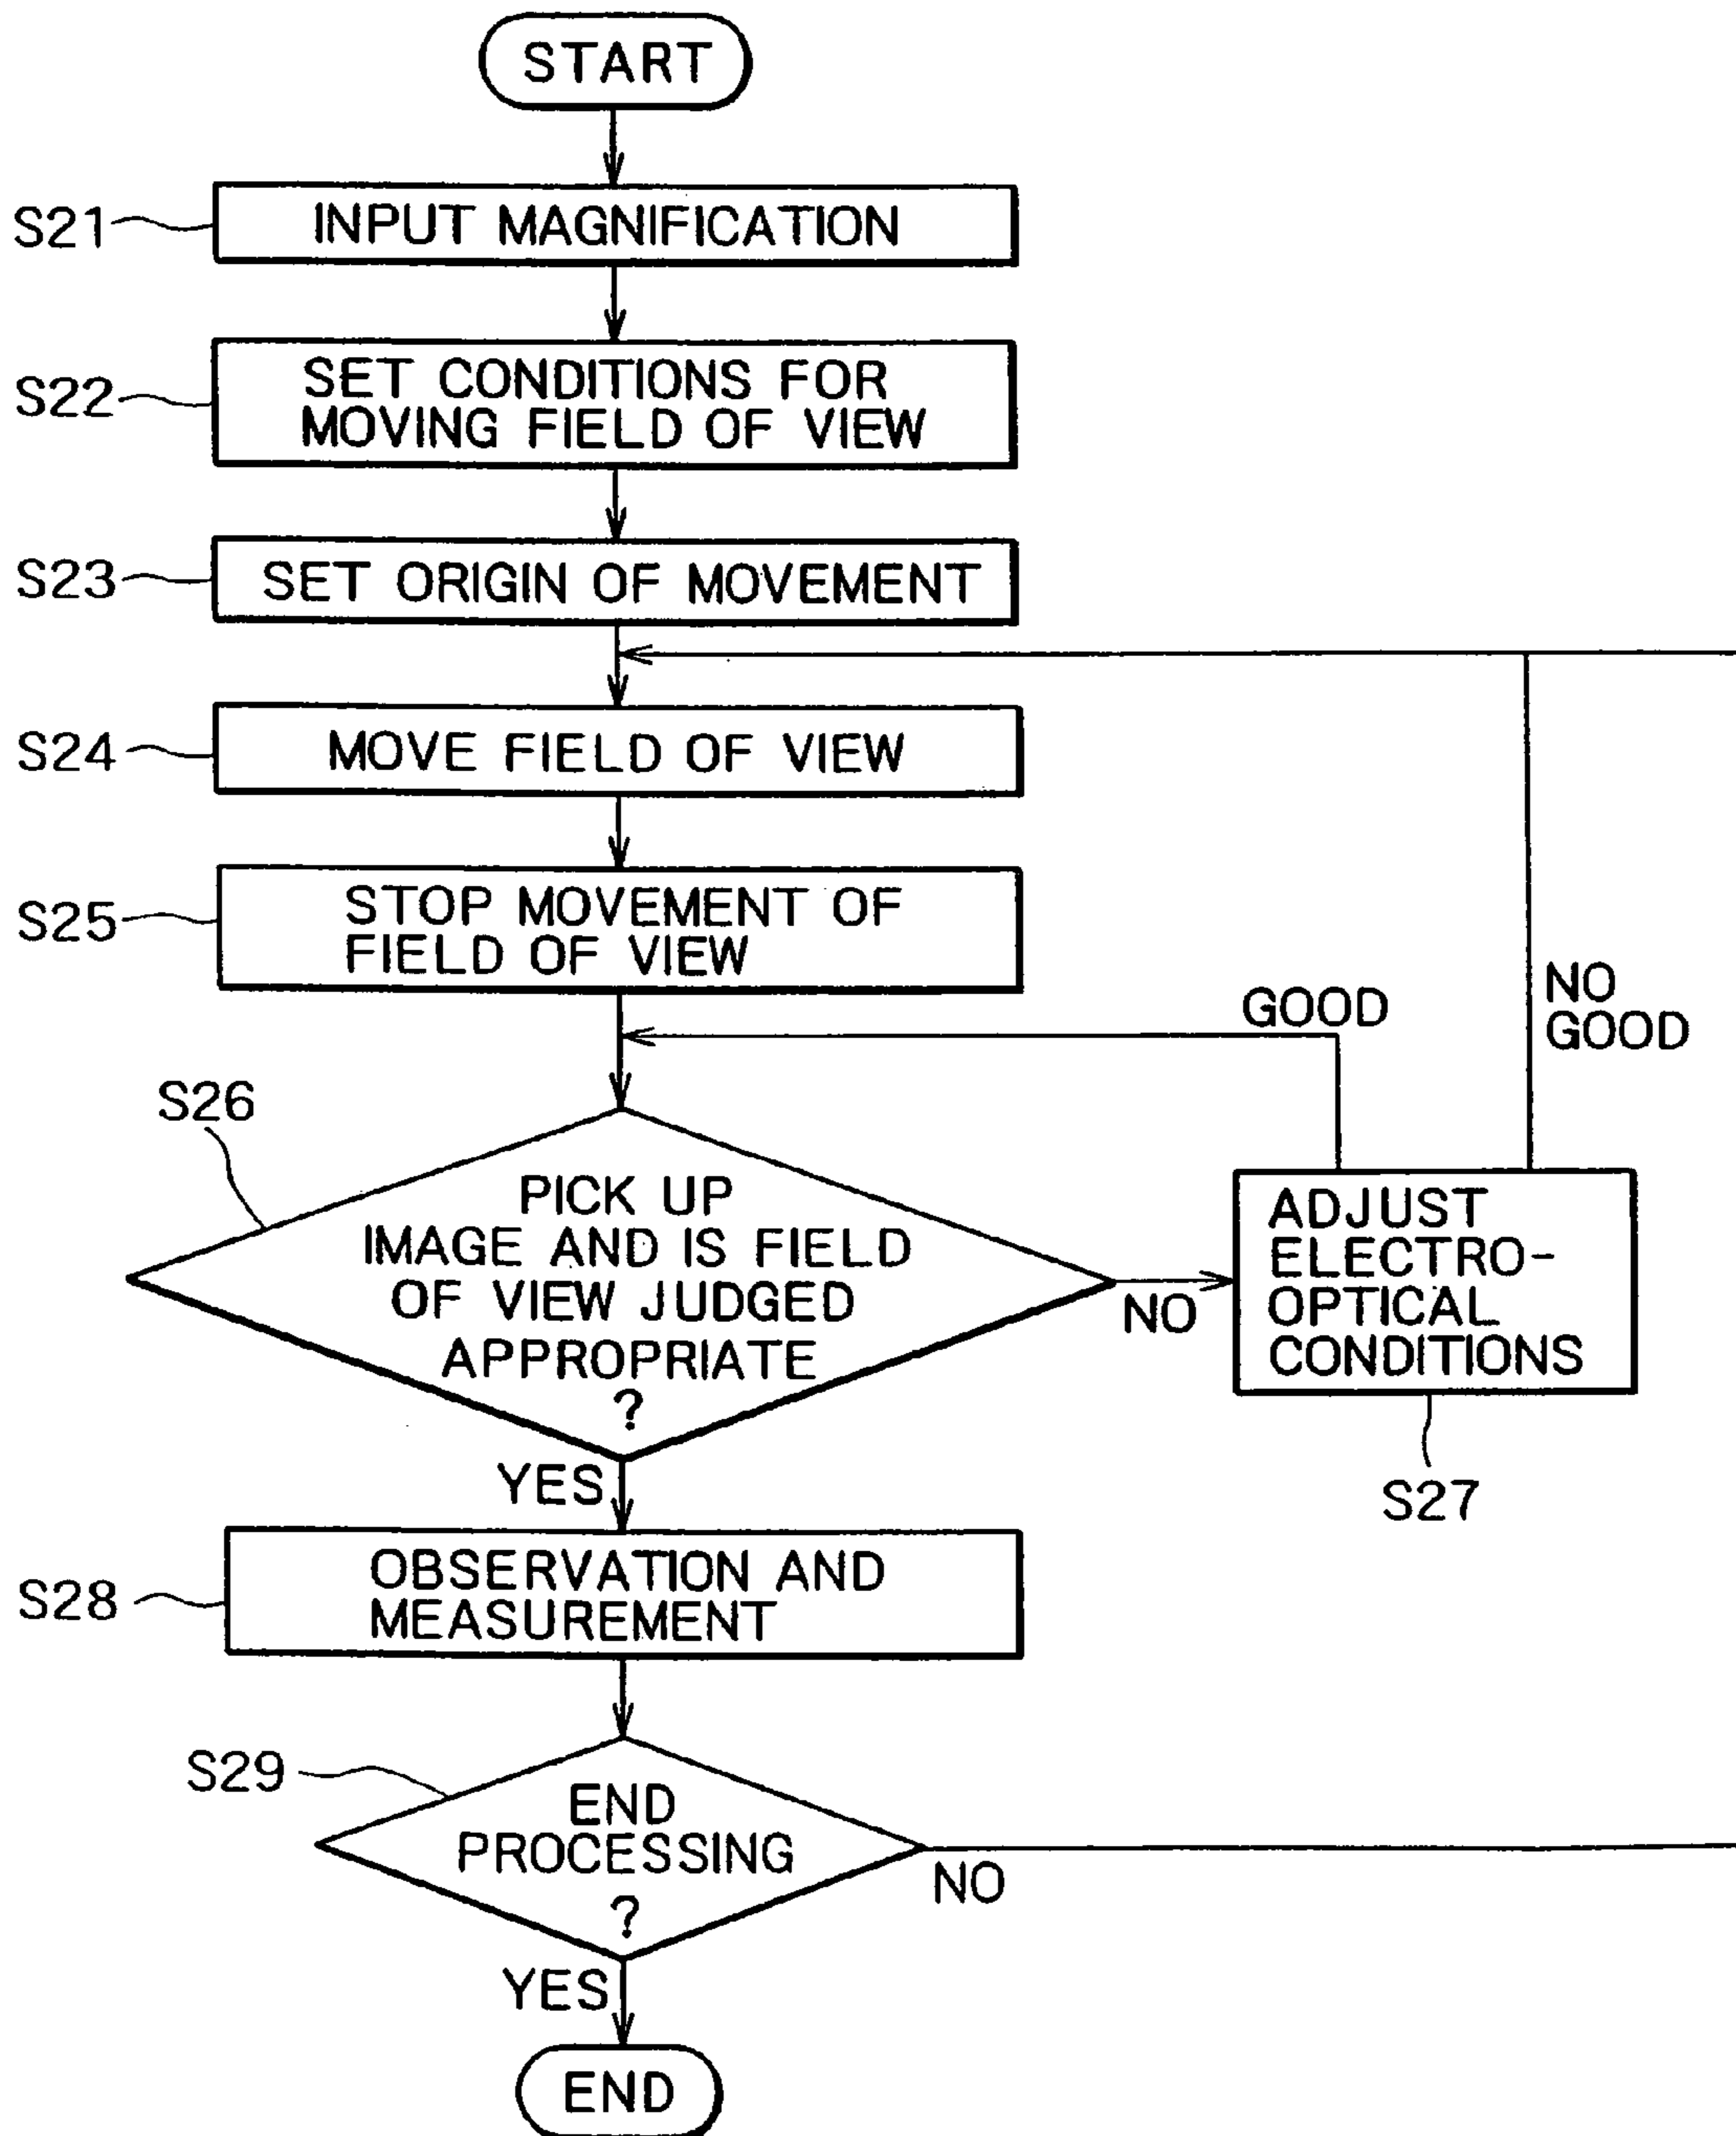 START
S21
INPUT MAGNIFICATION
S22
SET CONDITIONS FOR
MOVING FIELD OF VIEW
S23
SET ORIGIN OF MOVEMENT
S24
MOVE FIELD OF VIEW
S25
STOP MOVEMENT OF
FIELD OF VIEW
GOOD
NO
GOOD
S26
PICK UP
IMAGE AND IS FIELD
OF VIEW JUDGED
APPROPRIATE
?
NO
ADJUST
ELECTRO-
OPTICAL
CONDITIONS
S27
YES
S28
OBSERVATION AND
MEASUREMENT
S29
END
PROCESSING
?
NO
YES
END